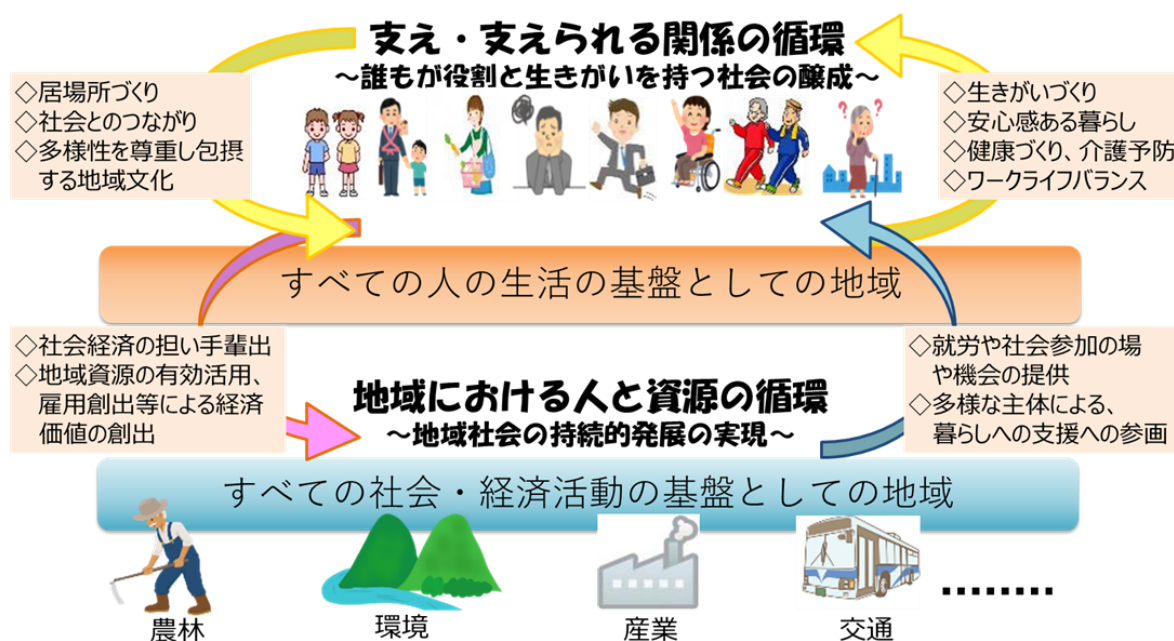 支え・支えられる関係の循環
~誰もが役割と生きがいを持つ社会の醸成~
◇居場所づくり
◇社会とのつながり
◇多様性を尊重し包摂
する地域文化
◇生きがいづくり
◇安心感ある暮らし
◇健康づくり、介護予防
◇ワークライフバランス
すべての人の生活の基盤としての地域
◇社会経済の担い手輩出
◇地域資源の有効活用、
雇用創出等による経済
価値の創出
◇就労や社会参加の場
や機会の提供
◇多様な主体による、
暮らしへの支援への参画
地域における人と資源の循環
~地域社会の持続的発展の実現~
すべての社会・経済活動の基盤としての地域
農林
環境
産業
交通
………